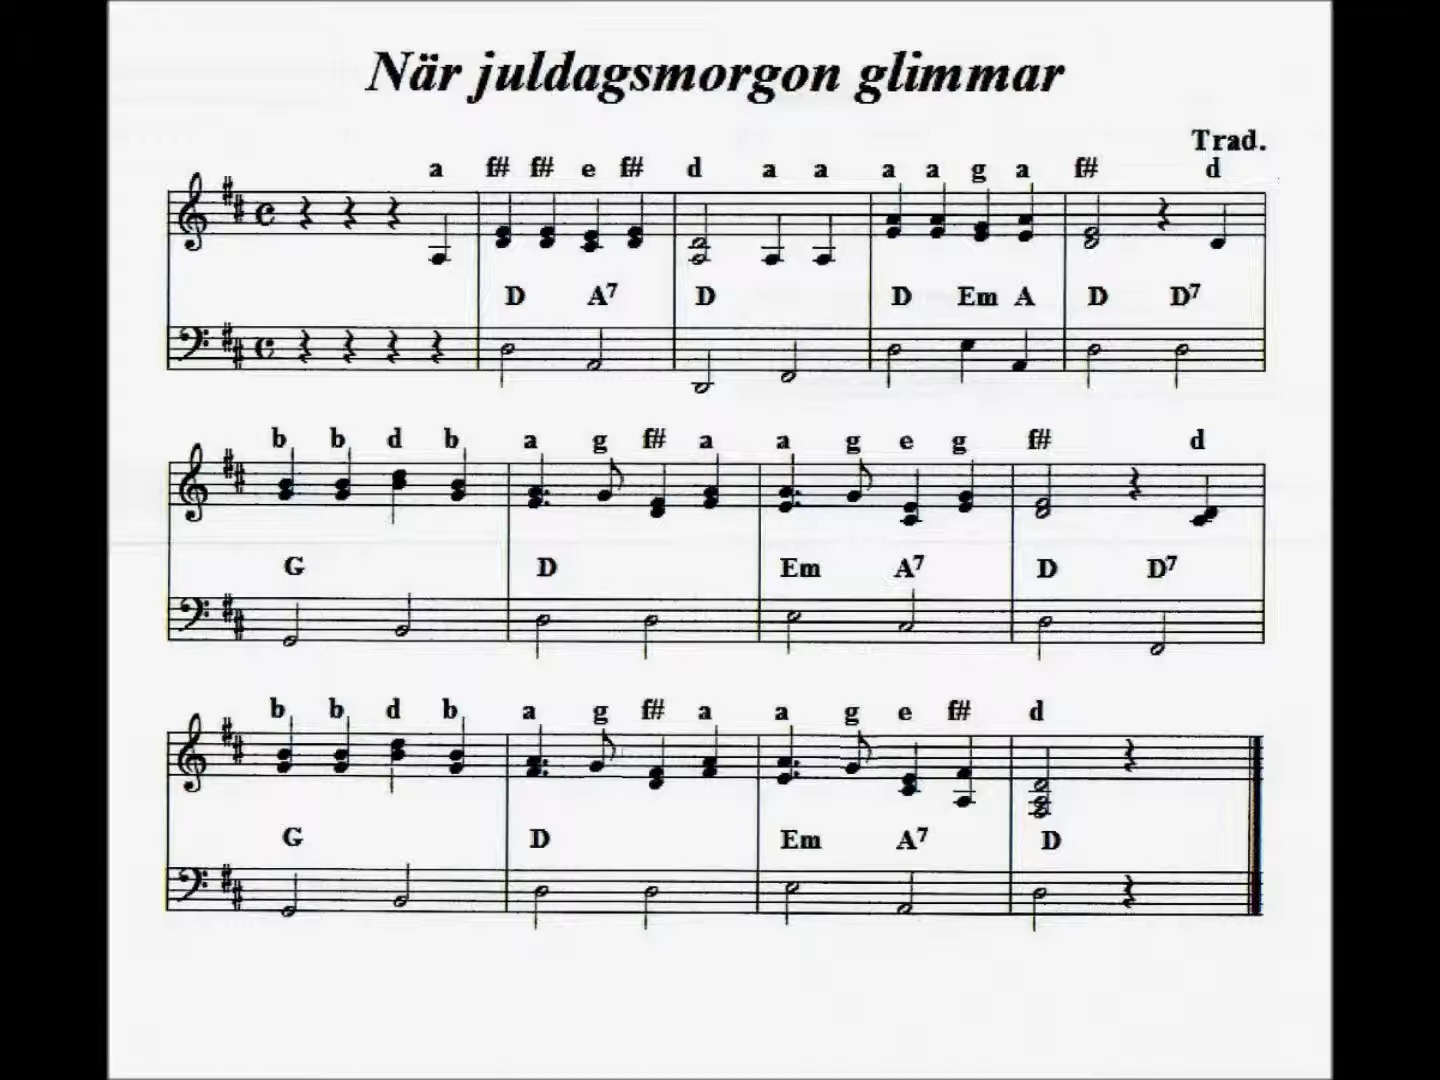 När juldagsmorgon glimmar
Trad.
a f# f# e f# d a a a a g a f# d
D A7 D D Em A D D7
b b d b a g f# a a g e g f# d
G D Em A7 D D7
b b d b a g f# a a g e f# d
G D Em A7 D